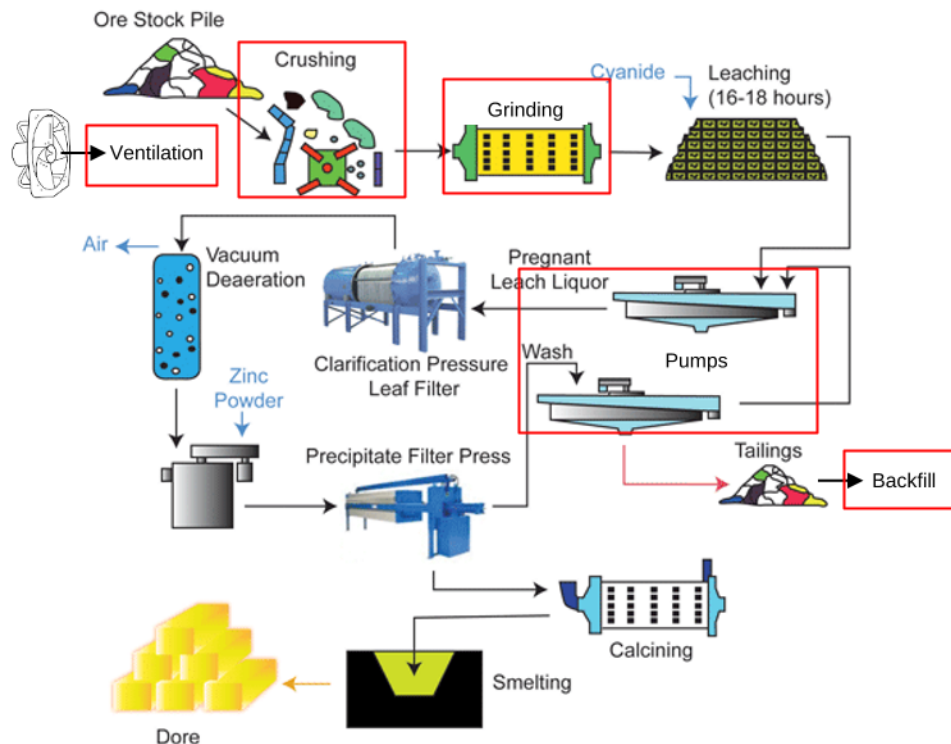 Ore Stock Pile
Crushing
Ventilation
Grinding
Cyanide
Leaching
(16-18 hours)
Air
Vacuum
Deaeration
Pregnant
Leach Liquor
Clarification Pressure
Leaf Filter
Wash
Pumps
Zinc
Powder
Precipitate Filter Press
Tailings
Backfill
Calcining
Smelting
Dore